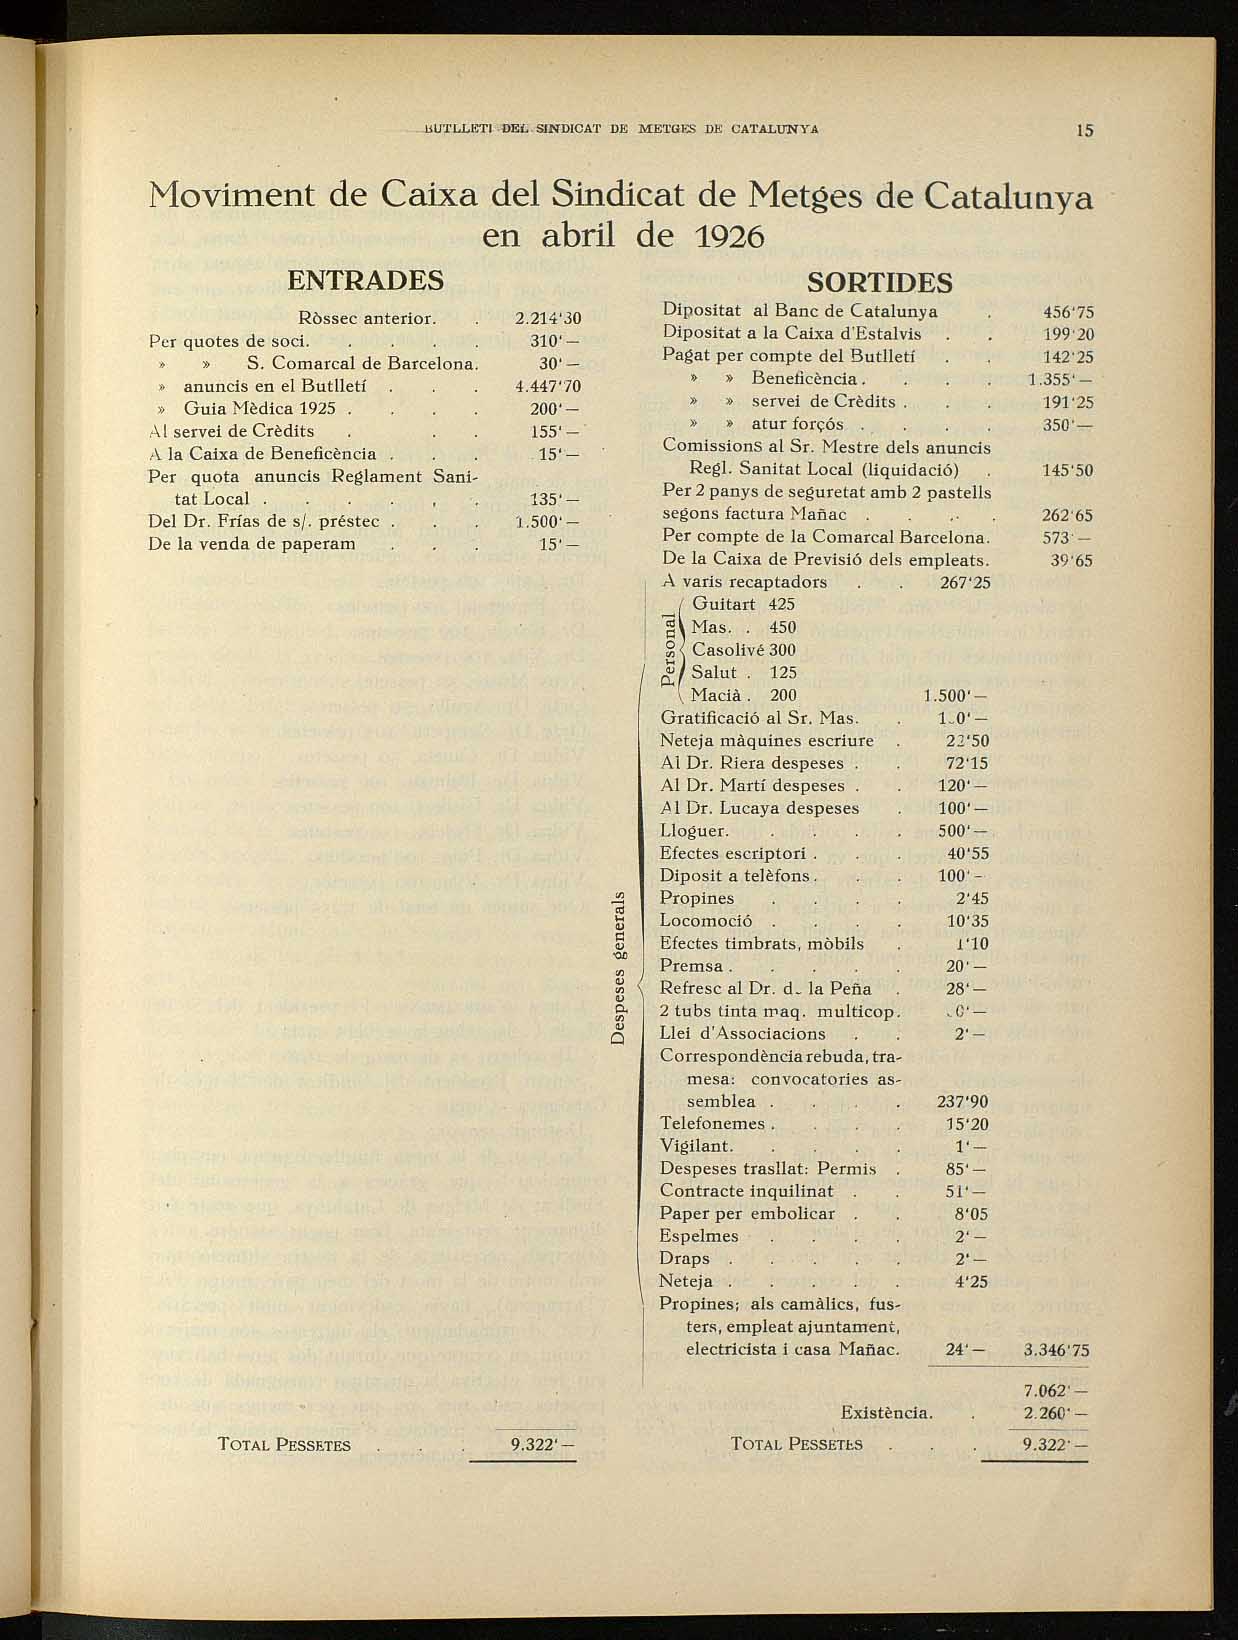 BUTLLETI DEL SINDICAT DE METGES DE CATALUNYA 15
Moviment de Caixa del Sindicat de Metges de Catalunya
en abril de 1926
ENTRADES
Ròssec anterior. . 2.214'30
Per quotes de soci. . . . . 310'—
» » S. Comarcal de Barcelona. 30'—
» anuncis en el Butlletí . . . 4.447'70
» Guia Mèdica 1925 . . . . 200'—
Al servei de Crèdits . . . 155'—
A la Caixa de Beneficència . . . 15'—
Per quota anuncis Reglament Sani-
tat Local . . . . . . 135'—
Del Dr. Frías de s/. préstec . . . 1.500'—
De la venda de paperam . . . 15'—
TOTAL PESSETES . . . 9.322'—
SORTIDES
Dipositat al Banc de Catalunya . 456'75
Dipositat a la Caixa d'Estalvis . . 199'20
Pagat per compte del Butlletí . . 142'25
» » Beneficència . . . . 1.355'—
» » servei de Crèdits . . . 191'25
» » atur forçós . . . . 350'—
Comissions al Sr. Mestre dels anuncis
Regl. Sanitat Local (liquidació) . 145'50
Per 2 panys de seguretat amb 2 pastells
segons factura Mañac . . . . 262'65
Per compte de la Comarcal Barcelona. 573'—
De la Caixa de Previsió dels empleats. 39'65
Despeses generals
A varis recaptadors . . 267'25
Personal
Guitart 425
Mas. . 450
Casolivé 300
Salut . 125
Macià . 200 1.500'—
Gratificació al Sr. Mas. .
Neteja màquines escriure . 22'50
Al Dr. Riera despeses . . 72'15
Al Dr. Martí despeses . . 120'—
Al Dr. Lucaya despeses . 100'—
Lloguer. . . . . 500'—
Efectes escriptori . . . 40'55
Diposit a telèfons . . . 100'-
Propines . . . . 2'45
Locomoció . . . . 10'35
Efectes timbrats, mòbils . 1'10
Premsa . . . . . 20'—
Refresc al Dr. de la Peña . 28'—
2 tubs tinta maq. multicop.
Llei d'Associacions . . 2'—
Correspondència rebuda, tra-
mesa: convocatories as-
semblea . . . . 237'90
Telefonemes . . . . 15'20
Vigilant. . . . . 1'—
Despeses trasllat: Permis . 85'—
Contracte inquilinat . . 51'—
Paper per embolicar . . 8'05
Espelmes . . . . 2'—
Draps . . . . . 2'—
Neteja . . . . . 4'25
Propines; als camàlics, fus-
ters, empleat ajuntament,
electricista i casa Mañac. 24'— 3.346'75
7.062'—
Existència. . 2.260'—
TOTAL PESSETES . . . 9.322'—